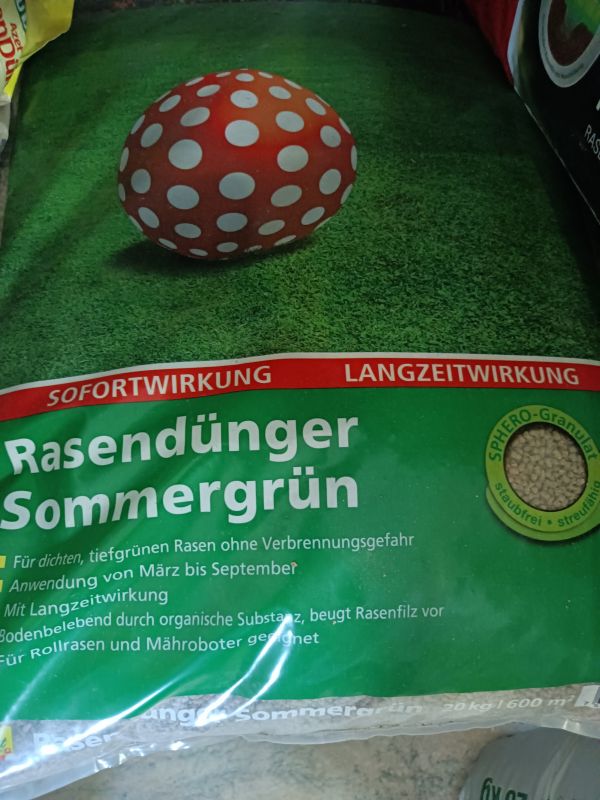 SOFORTWIRKUNG LANGZEITWIRKUNG
Rasendünger
Sommergrün
SPHERO-Granulat
staubfrei • streufähig
Für dichten, tiefgrünen Rasen ohne Verbrennungsgefahr
Anwendung von März bis September
Mit Langzeitwirkung
Bodenbelebend durch organische Substanz, beugt Rasenfilz vor
Für Rollrasen und Mähroboter geeignet
Sommergrün 20 kg | 600 m²